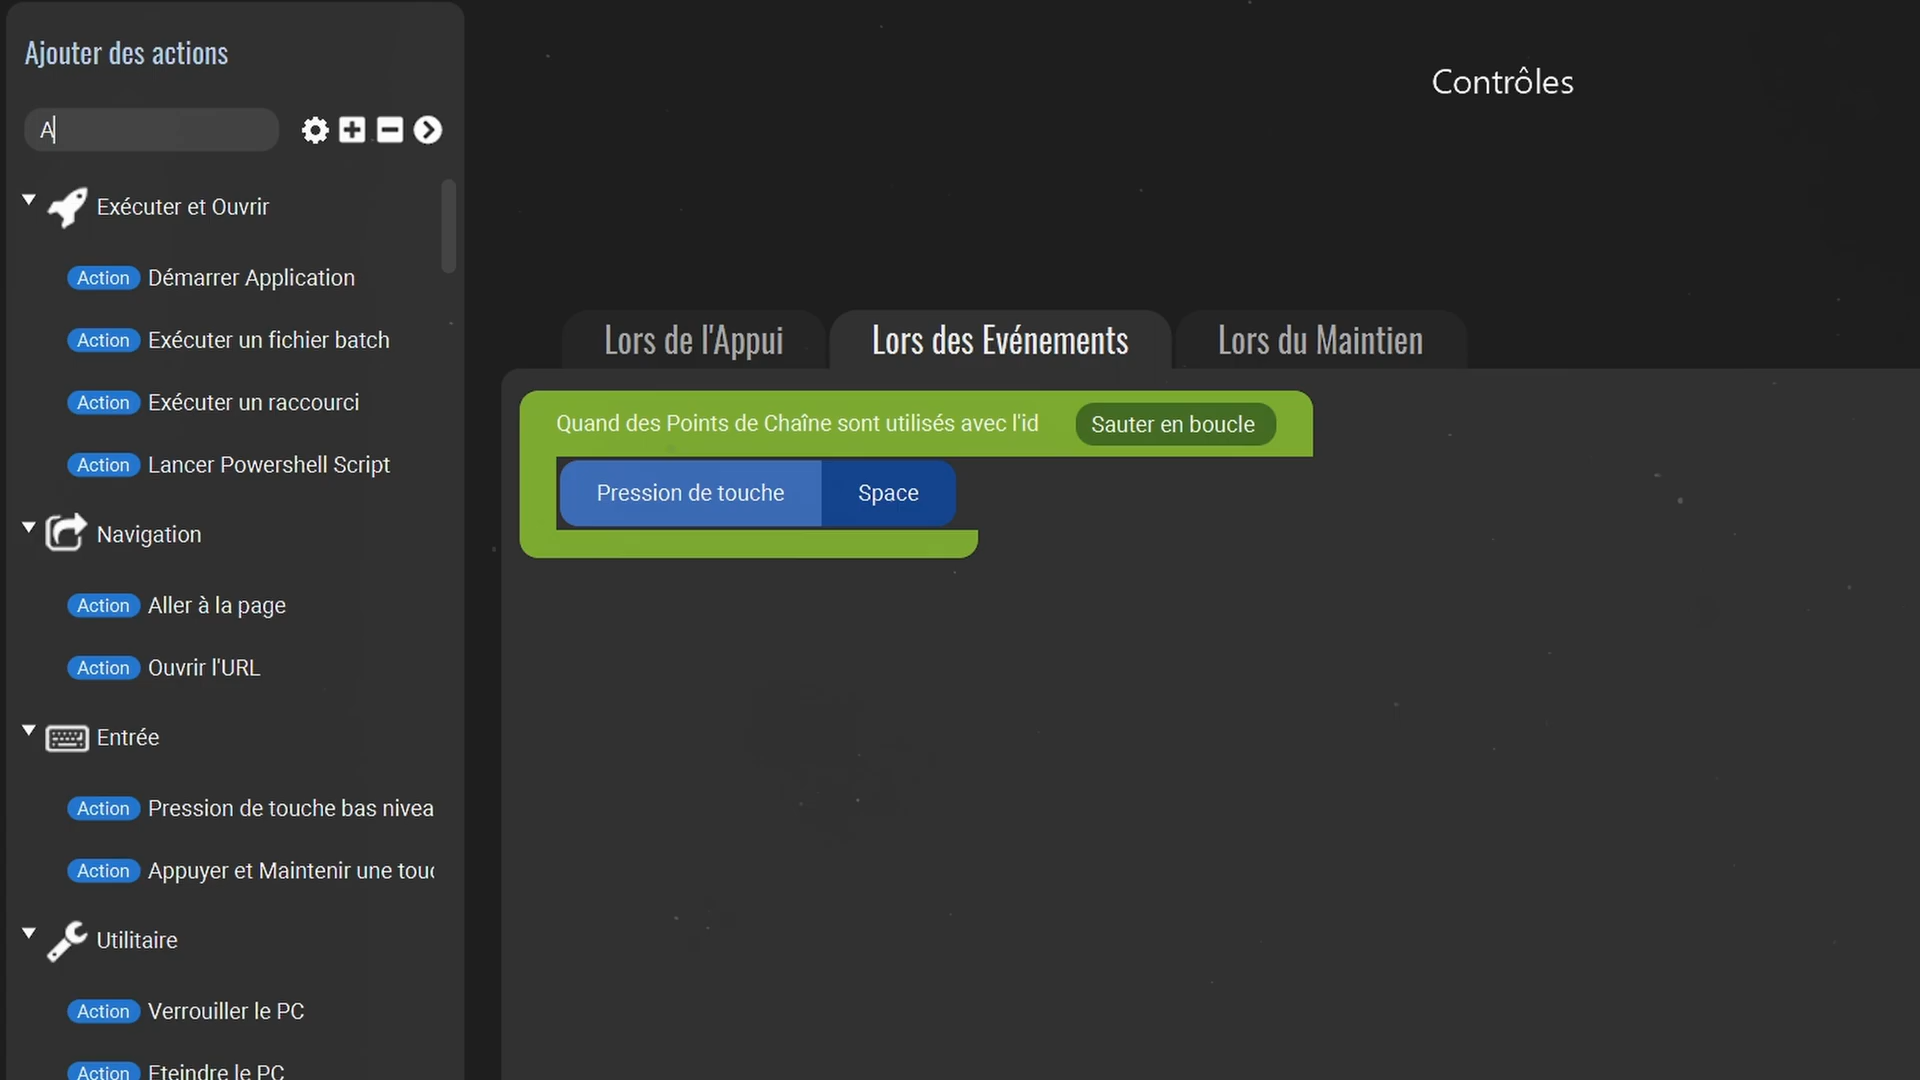 Ajouter des actions
A
Exécuter et Ouvrir
Action Démarrer Application
Action Exécuter un fichier batch
Action Exécuter un raccourci
Action Lancer Powershell Script
Navigation
Action Aller à la page
Action Ouvrir l'URL
Entrée
Action Pression de touche bas nivea
Action Appuyer et Maintenir une touc
Utilitaire
Action Verrouiller le PC
Action Eteindre le PC
Contrôles
Lors de l'Appui
Lors des Evénements
Lors du Maintien
Quand des Points de Chaîne sont utilisés avec l'id Sauter en boucle
Pression de touche Space